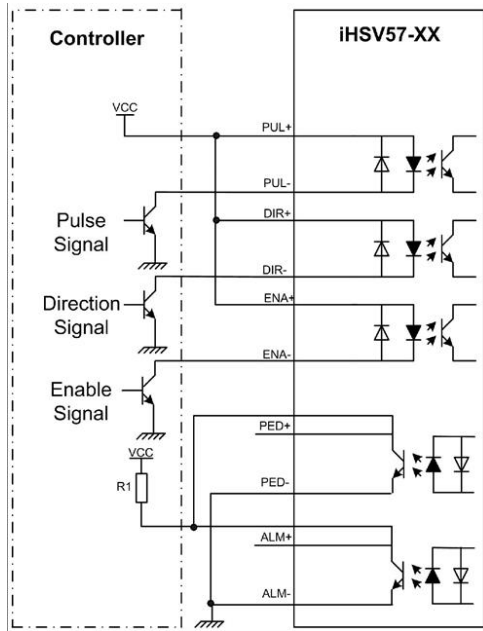 Controller
iHSV57-XX
VCC
PUL+
PUL-
Pulse
Signal
DIR+
DIR-
Direction
Signal
ENA+
ENA-
Enable
Signal
PED+
VCC
R1
PED-
ALM+
ALM-